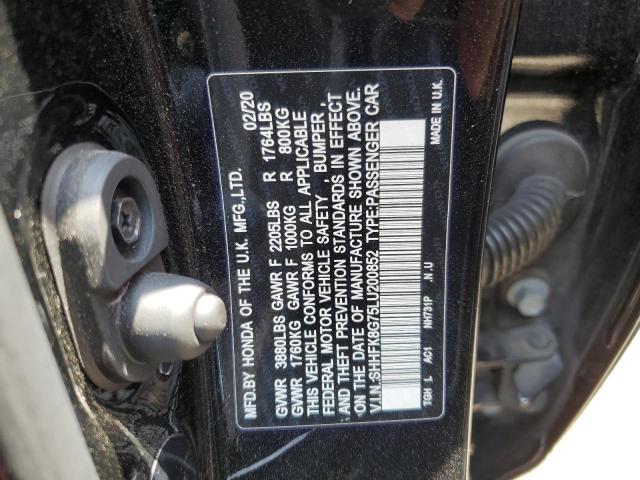 MFD.BY HONDA OF THE U.K. MFG.,LTD. 02/20
GVWR 3880LBS GAWR F 2205LBS R 1764LBS
GVWR 1760KG GAWR F 1000KG R 800KG
THIS VEHICLE CONFORMS TO ALL APPLICABLE
FEDERAL MOTOR VEHICLE SAFETY , BUMPER ,
AND THEFT PREVENTION STANDARDS IN EFFECT
ON THE DATE OF MANUFACTURE SHOWN ABOVE.
V.I.N.:SHHFK8G75LU200852 TYPE:PASSENGER CAR
TGH L AC1 NH731P .N.U MADE IN U.K.